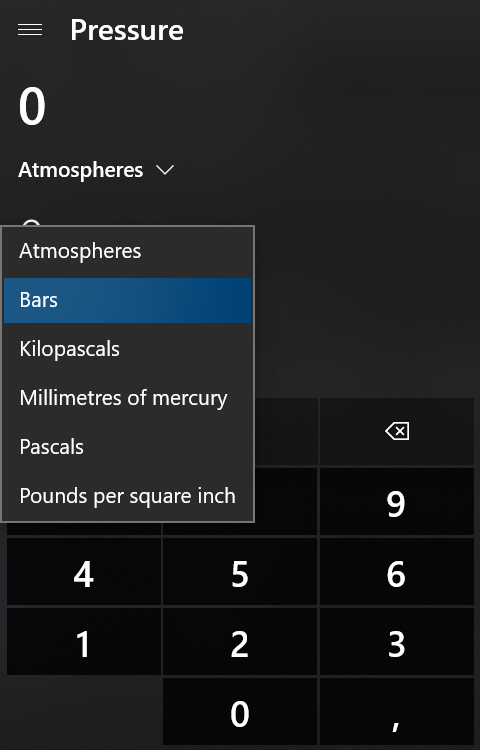 Pressure
0
Atmospheres
Atmospheres
Bars
Kilopascals
Millimetres of mercury
Pascals
Pounds per square inch
9
4 5 6
1 2 3
0 ,